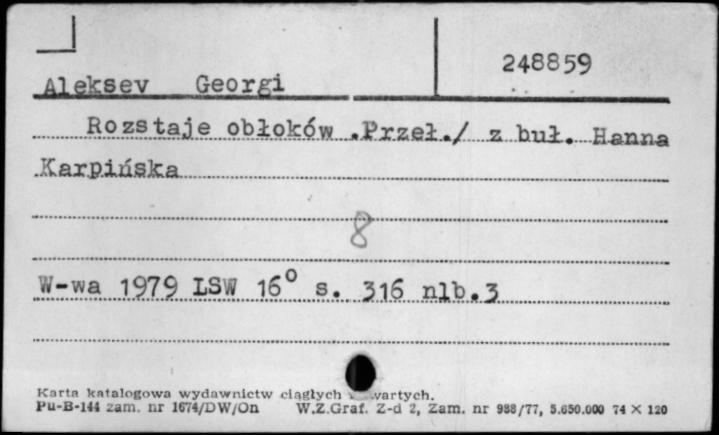 248859
Aleksev Georgi
Rozstaje obłoków .Przeł./ z buł. Hanna
Karpińska
8
W-wa 1979 LSW 16° s. 316 nlb.3
Karta katalogowa wydawnictw ciągłych
Pu-B-144 zam. nr 1674/DW/On W.Z.Graf. Z-d 2, Zam. nr 988/77, 5.650.000 74 X 120